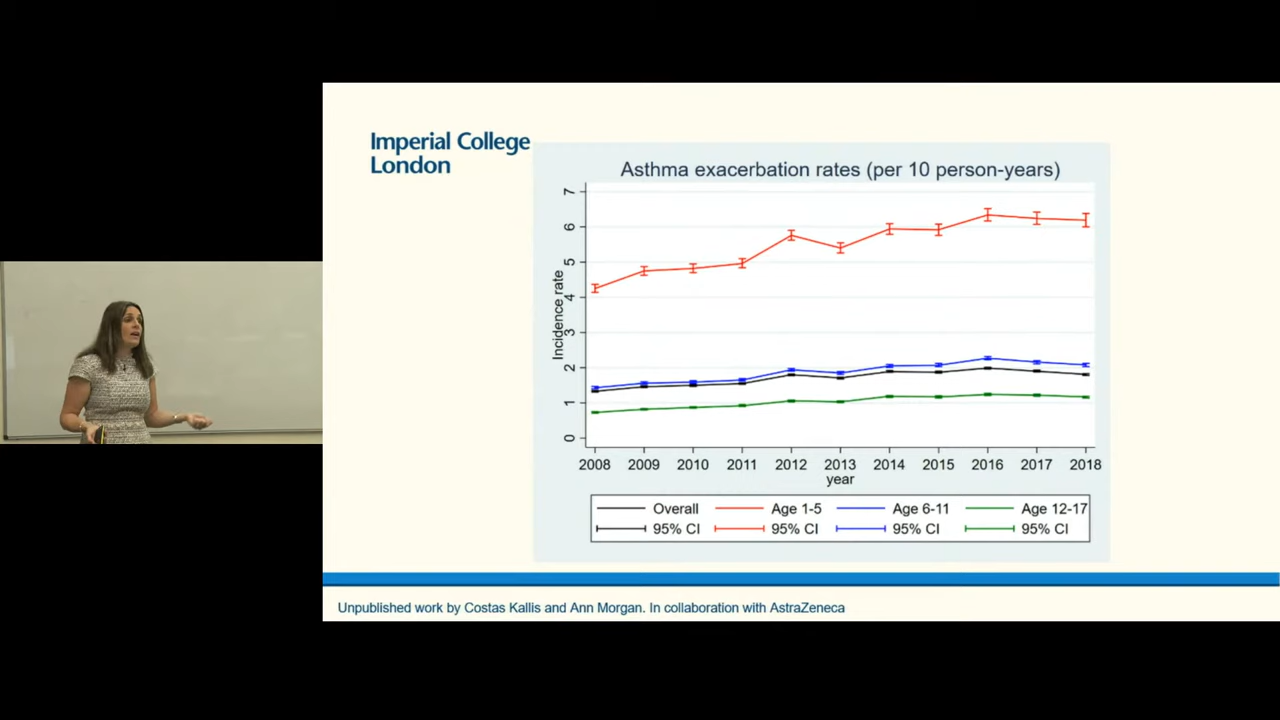 Imperial College
London
Asthma exacerbation rates (per 10 person-years)
Incidence rate
7
6
5
4
3
2
1
0
2008 2009 2010 2011 2012 2013 2014 2015 2016 2017 2018
year
Overall Age 1-5 Age 6-11 Age 12-17
95% CI 95% CI 95% CI 95% CI
Unpublished work by Costas Kallis and Ann Morgan. In collaboration with AstraZeneca